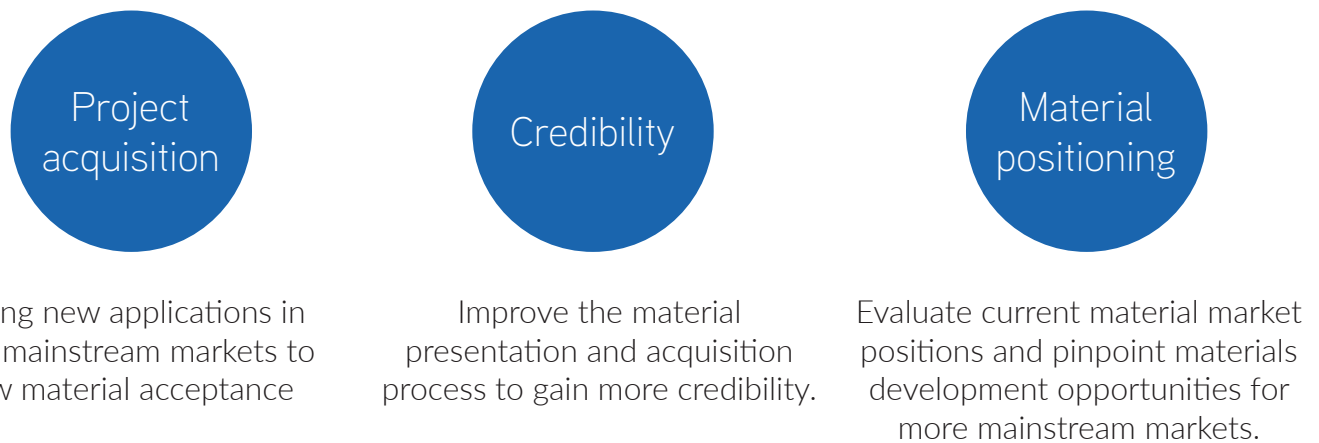 Project
acquisition
Credibility
Material
positioning
new applications in
mainstream markets to
material acceptance
Improve the material
presentation and acquisition
process to gain more credibility.
Evaluate current material market
positions and pinpoint materials
development opportunities for
more mainstream markets.